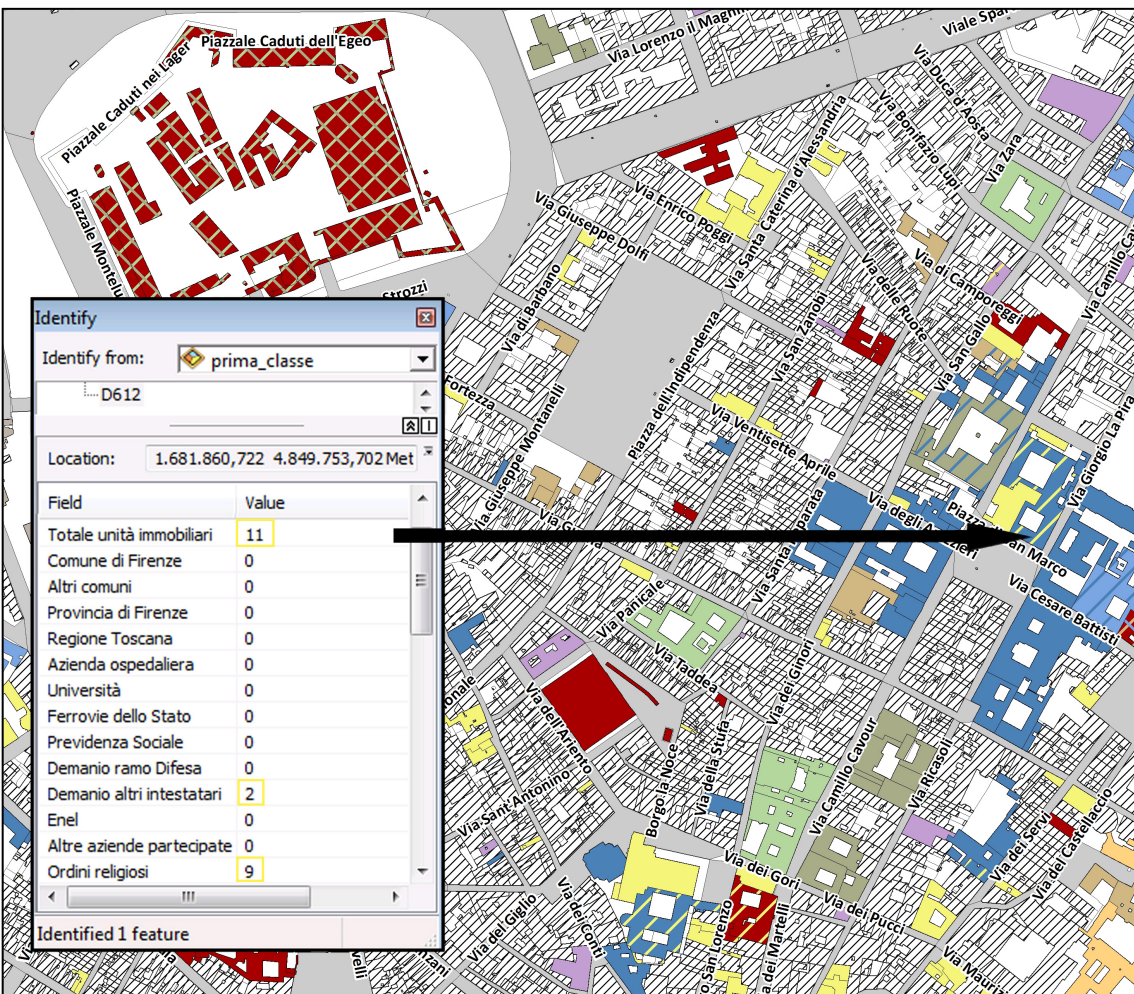 Piazzale Caduti dell'Egeo
Piazzale Caduti nei Lager
Via Lorenzo il Magni
Viale Spar
Via Duca d'Aosta
Via Bonifazio Lupi
Via Zara
Piazzale Montelu
Via Giuseppe Dolfi
Via Enrico Poggi
Via Santa Caterina d'Alessandria
Via delle Ruote
Via di Camporeggi
Via Camillo Ca
Strozzi
Via di Barbano
Via San Zanobi
Via San Gallo
Piazza dell'Indipendenza
Fortezza
Via Giuseppe Montanelli
Via Ventisette Aprile
Via Giorgio La Pira
Via degli A
Piazza di San Marco
Via Cesare Battisti
Via Panicale
Via Taddea
Via dei Ginori
Via dell'Ariento
Via Sant'Antonino
Borgo la Noce
Via della Stufa
Via Camillo Cavour
Via Ricasoli
Via dei Servi
Via del Castellaccio
Via dei Gori
Via dei Pucci
Via del Giglio
Via de' Conti
San Lorenzo
dei Martelli
Identify
Identify from: prima_classe
D612
Location: 1.681.860,722 4.849.753,702 Met
Field Value
Totale unità immobiliari 11
Comune di Firenze 0
Altri comuni 0
Provincia di Firenze 0
Regione Toscana 0
Azienda ospedaliera 0
Università 0
Ferrovie dello Stato 0
Previdenza Sociale 0
Demanio ramo Difesa 0
Demanio altri intestatari 2
Enel 0
Altre aziende partecipate 0
Ordini religiosi 9
Identified 1 feature